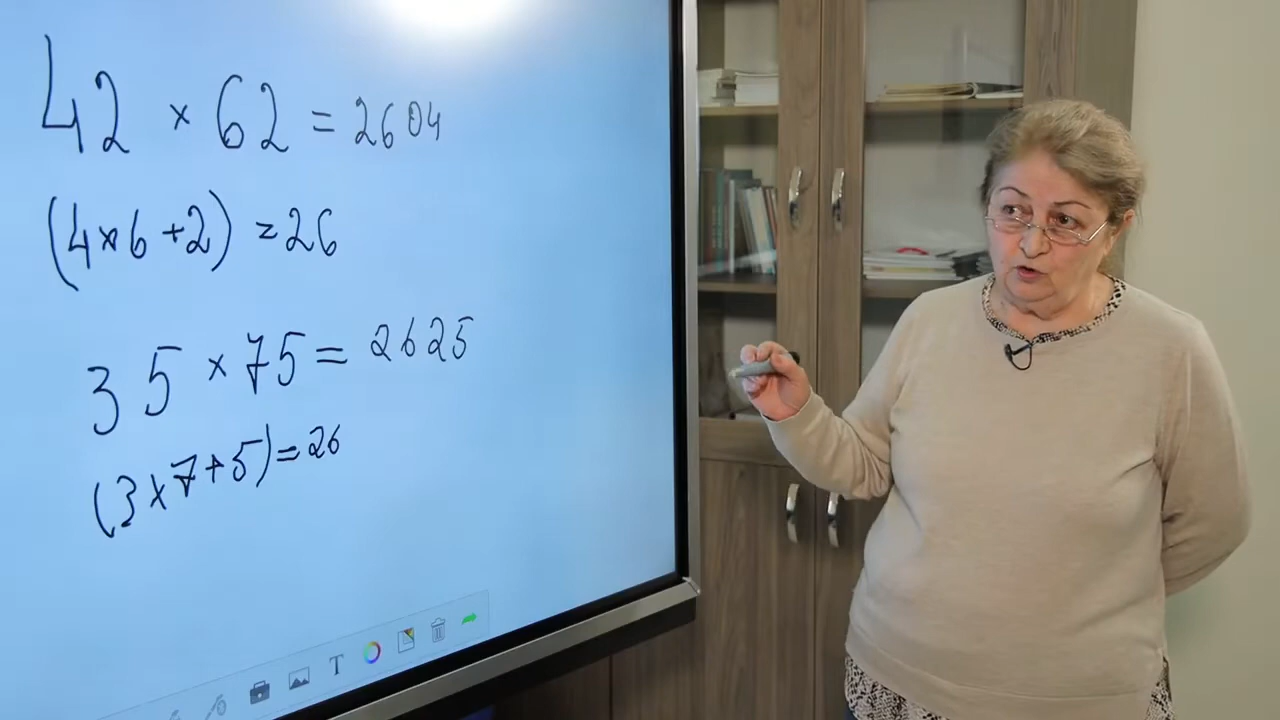 42 × 62 = 2604
(4×6+2) = 26
35 × 75 = 2625
(3×7+5) = 26
T